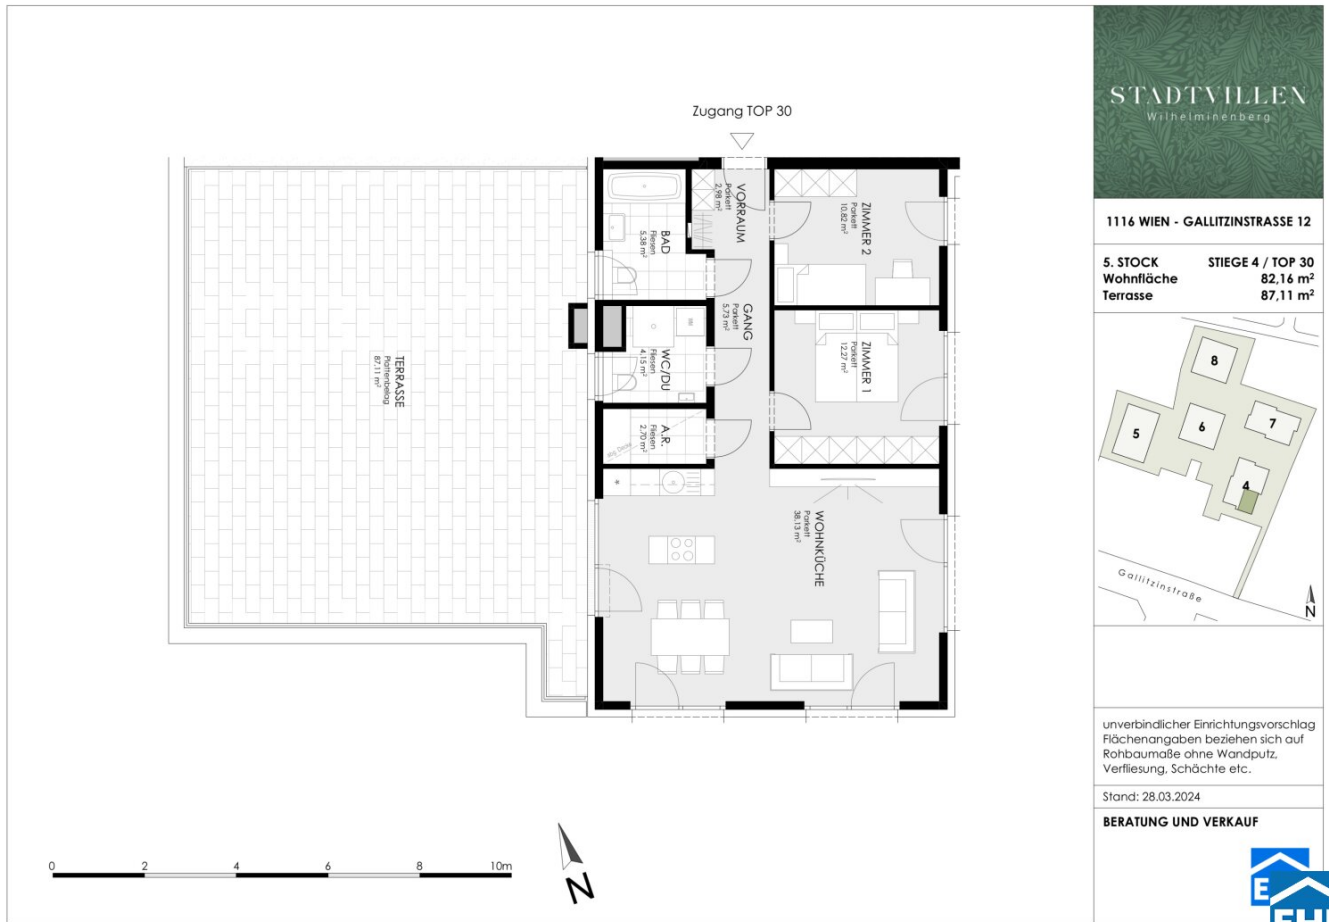 Zugang TOP 30
VORRAUM
Parkett
2,98 m²
BAD
Fliesen
5,38 m²
ZIMMER 2
Parkett
10,82 m²
GANG
Parkett
5,73 m²
WM
WC/DU
Fliesen
4,15 m²
ZIMMER 1
Parkett
12,27 m²
TERRASSE
Plattenbelag
87,11 m²
A.R.
Fliesen
2,70 m²
abg. Decke
WOHNKÜCHE
Parkett
38,13 m²
0 2 4 6 8 10m
N
STADTVILLEN
Wilhelminenberg
1116 WIEN - GALLITZINSTRASSE 12
5. STOCK STIEGE 4 / TOP 30
Wohnfläche 82,16 m²
Terrasse 87,11 m²
8
5
6
7
4
Gallitzinstraße
N
unverbindlicher Einrichtungsvorschlag
Flächenangaben beziehen sich auf
Rohbaumaße ohne Wandputz,
Verfliesung, Schächte etc.
Stand: 28.03.2024
BERATUNG UND VERKAUF
E